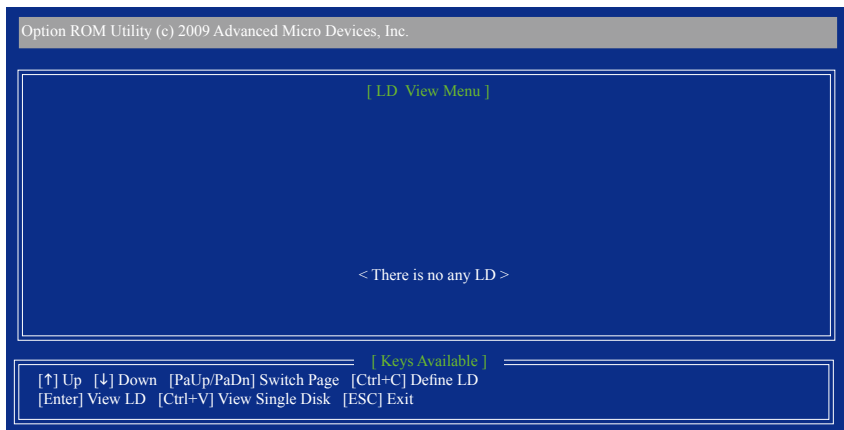 Option ROM Utility (c) 2009 Advanced Micro Devices, Inc.
[ LD  View Menu ]
< There is no any LD >
[ Keys Available ]
[↑] Up  [↓] Down  [PaUp/PaDn] Switch Page  [Ctrl+C] Define LD
[Enter] View LD  [Ctrl+V] View Single Disk  [ESC] Exit